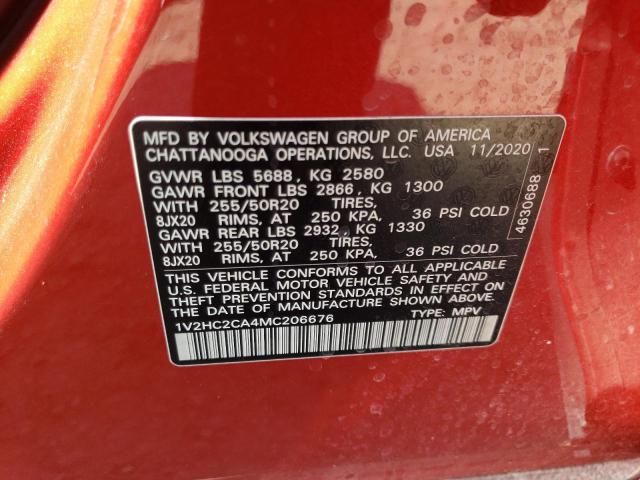 MFD BY VOLKSWAGEN GROUP OF AMERICA
CHATTANOOGA OPERATIONS, LLC. USA 11/2020
GVWR LBS 5688 , KG 2580
GAWR FRONT LBS 2866 , KG 1300
WITH 255/50R20 TIRES,
8JX20 RIMS, AT 250 KPA, 36 PSI COLD
GAWR REAR LBS 2932 , KG 1330
WITH 255/50R20 TIRES,
8JX20 RIMS, AT 250 KPA, 36 PSI COLD
THIS VEHICLE CONFORMS TO ALL APPLICABLE
U.S. FEDERAL MOTOR VEHICLE SAFETY
AND THEFT PREVENTION STANDARDS IN EFFECT ON
THE DATE OF MANUFACTURE SHOWN ABOVE.
1V2HC2CA4MC206676 TYPE: MPV
4630688 1